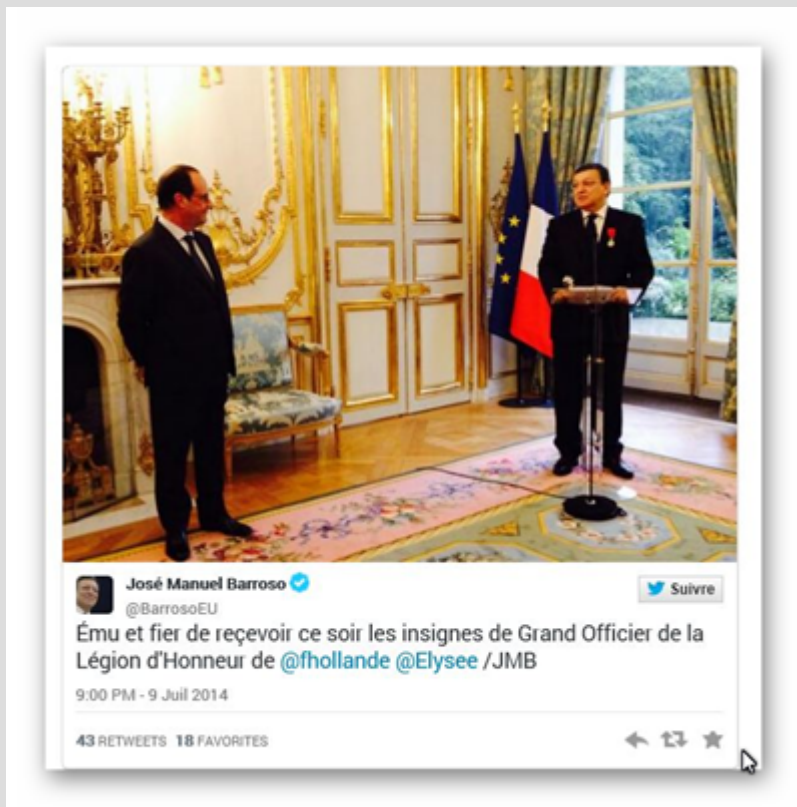 José Manuel Barroso
@BarrosoEU
Suivre
Ému et fier de reçevoir ce soir les insignes de Grand Officier de la
Légion d'Honneur de @fhollande @Elysee /JMB
9:00 PM - 9 Juil 2014
43 RETWEETS 18 FAVORITES